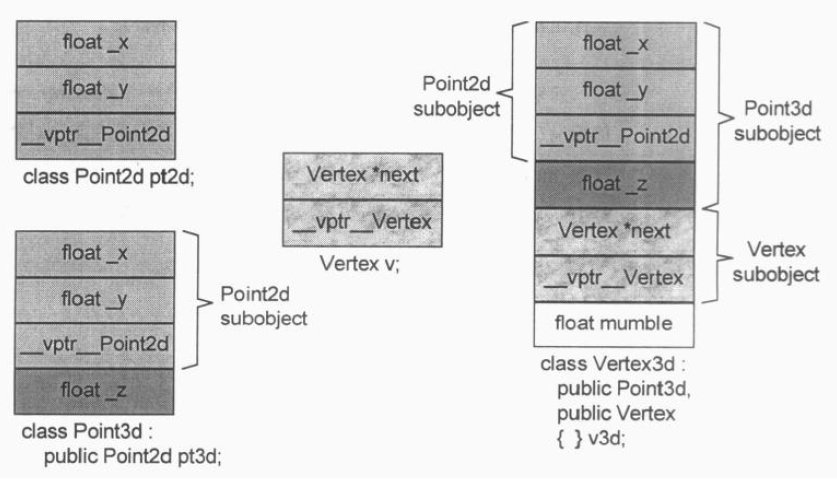 float _x
float _y
__vptr__Point2d
class Point2d pt2d;
float _x
float _y
__vptr__Point2d
float _z
Point2d
subobject
class Point3d :
public Point2d pt3d;
Vertex *next
__vptr__Vertex
Vertex v;
Point2d
subobject
float _x
float _y
__vptr__Point2d
float _z
Vertex *next
__vptr__Vertex
float mumble
Point3d
subobject
Vertex
subobject
class Vertex3d :
public Point3d,
public Vertex
{ } v3d;